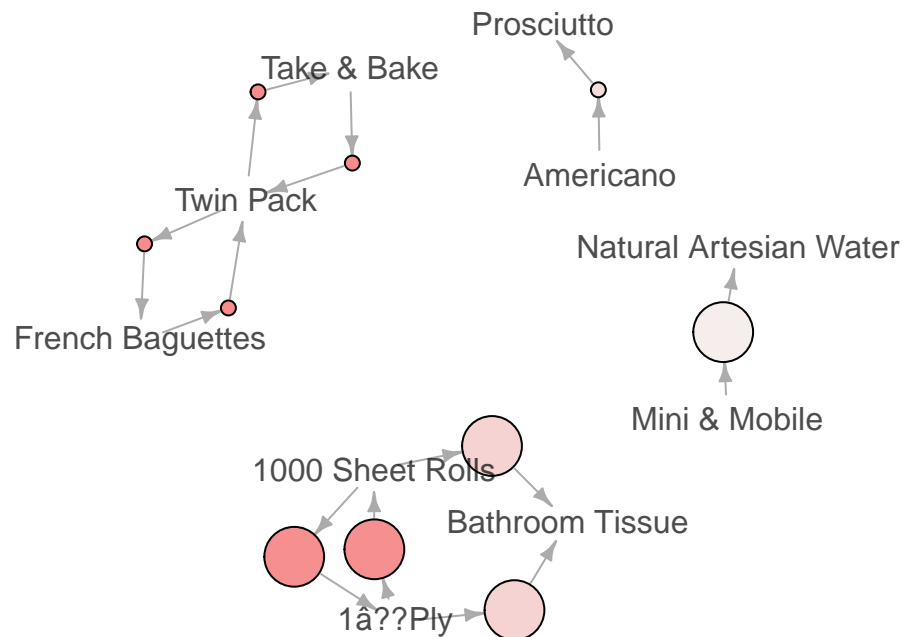 Prosciutto
Take & Bake
Americano
Twin Pack
Natural Artesian Water
French Baguettes
Mini & Mobile
1000 Sheet Rolls
Bathroom Tissue
1â??Ply